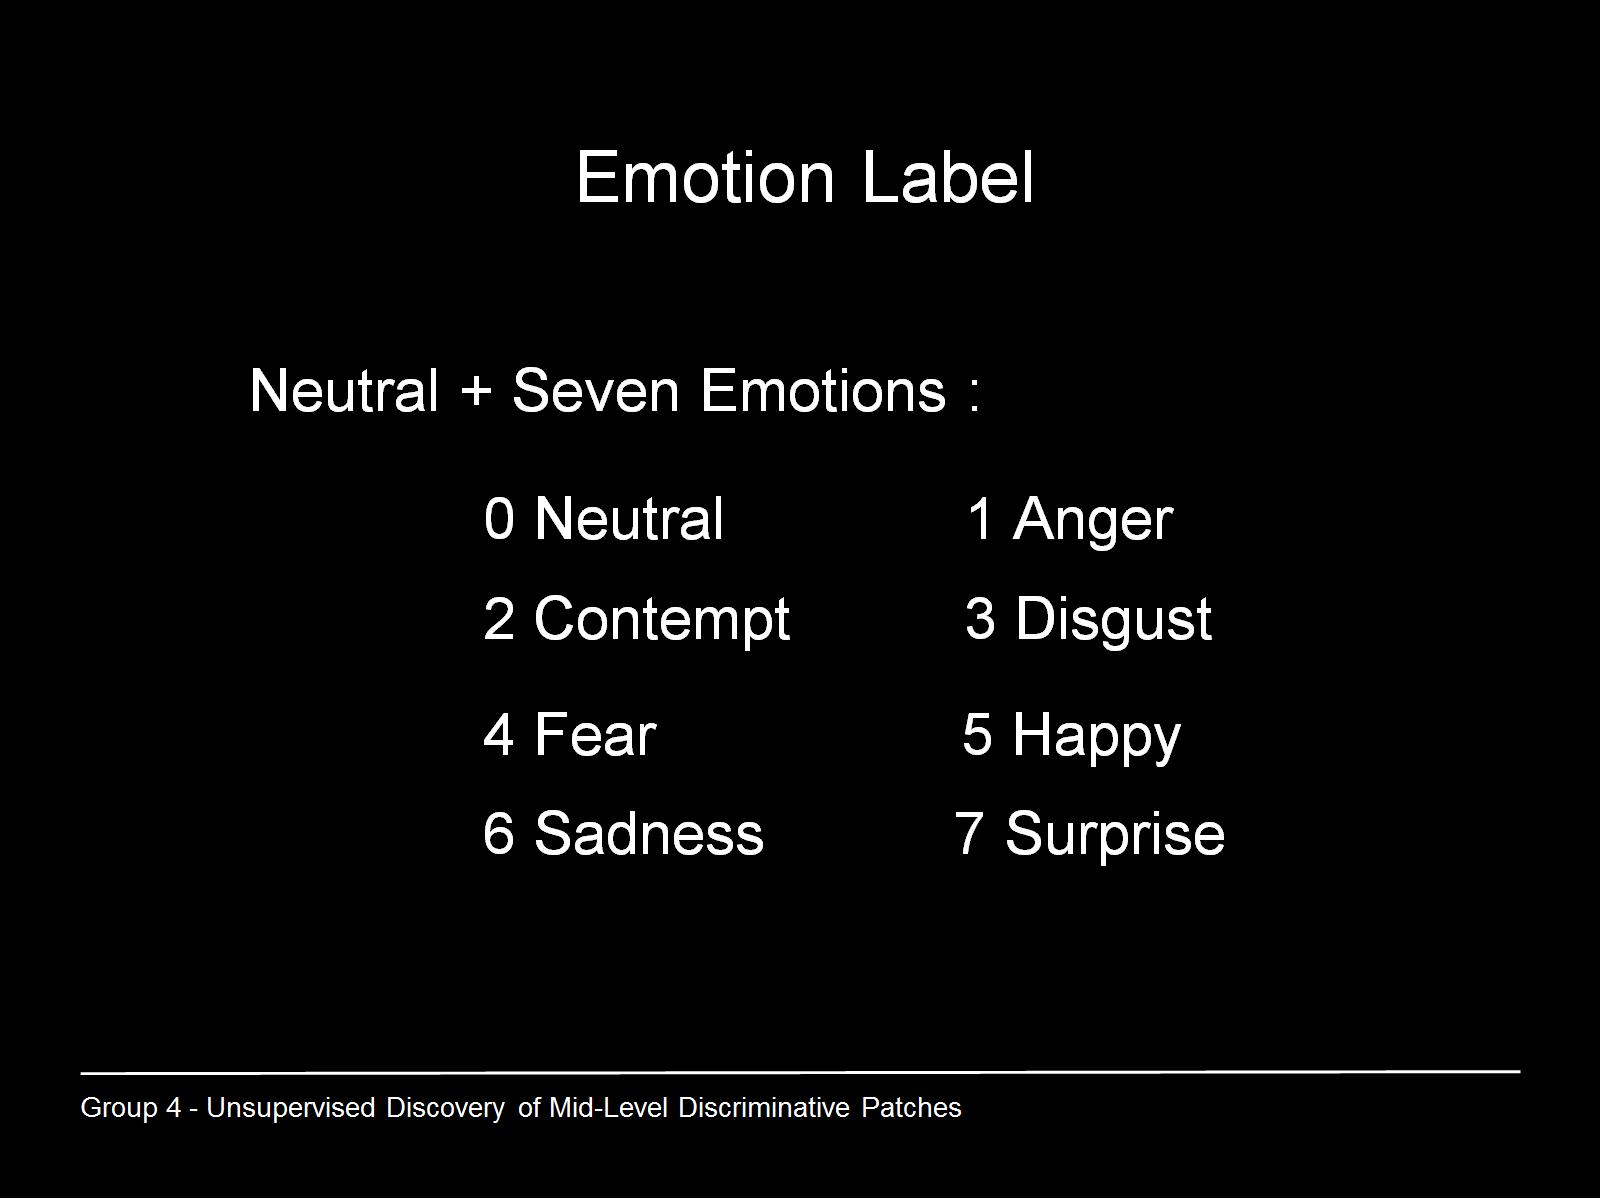 Emotion Label
Neutral + Seven Emotions :
0 Neutral 1 Anger
2 Contempt 3 Disgust
4 Fear 5 Happy
6 Sadness 7 Surprise
Group 4 - Unsupervised Discovery of Mid-Level Discriminative Patches